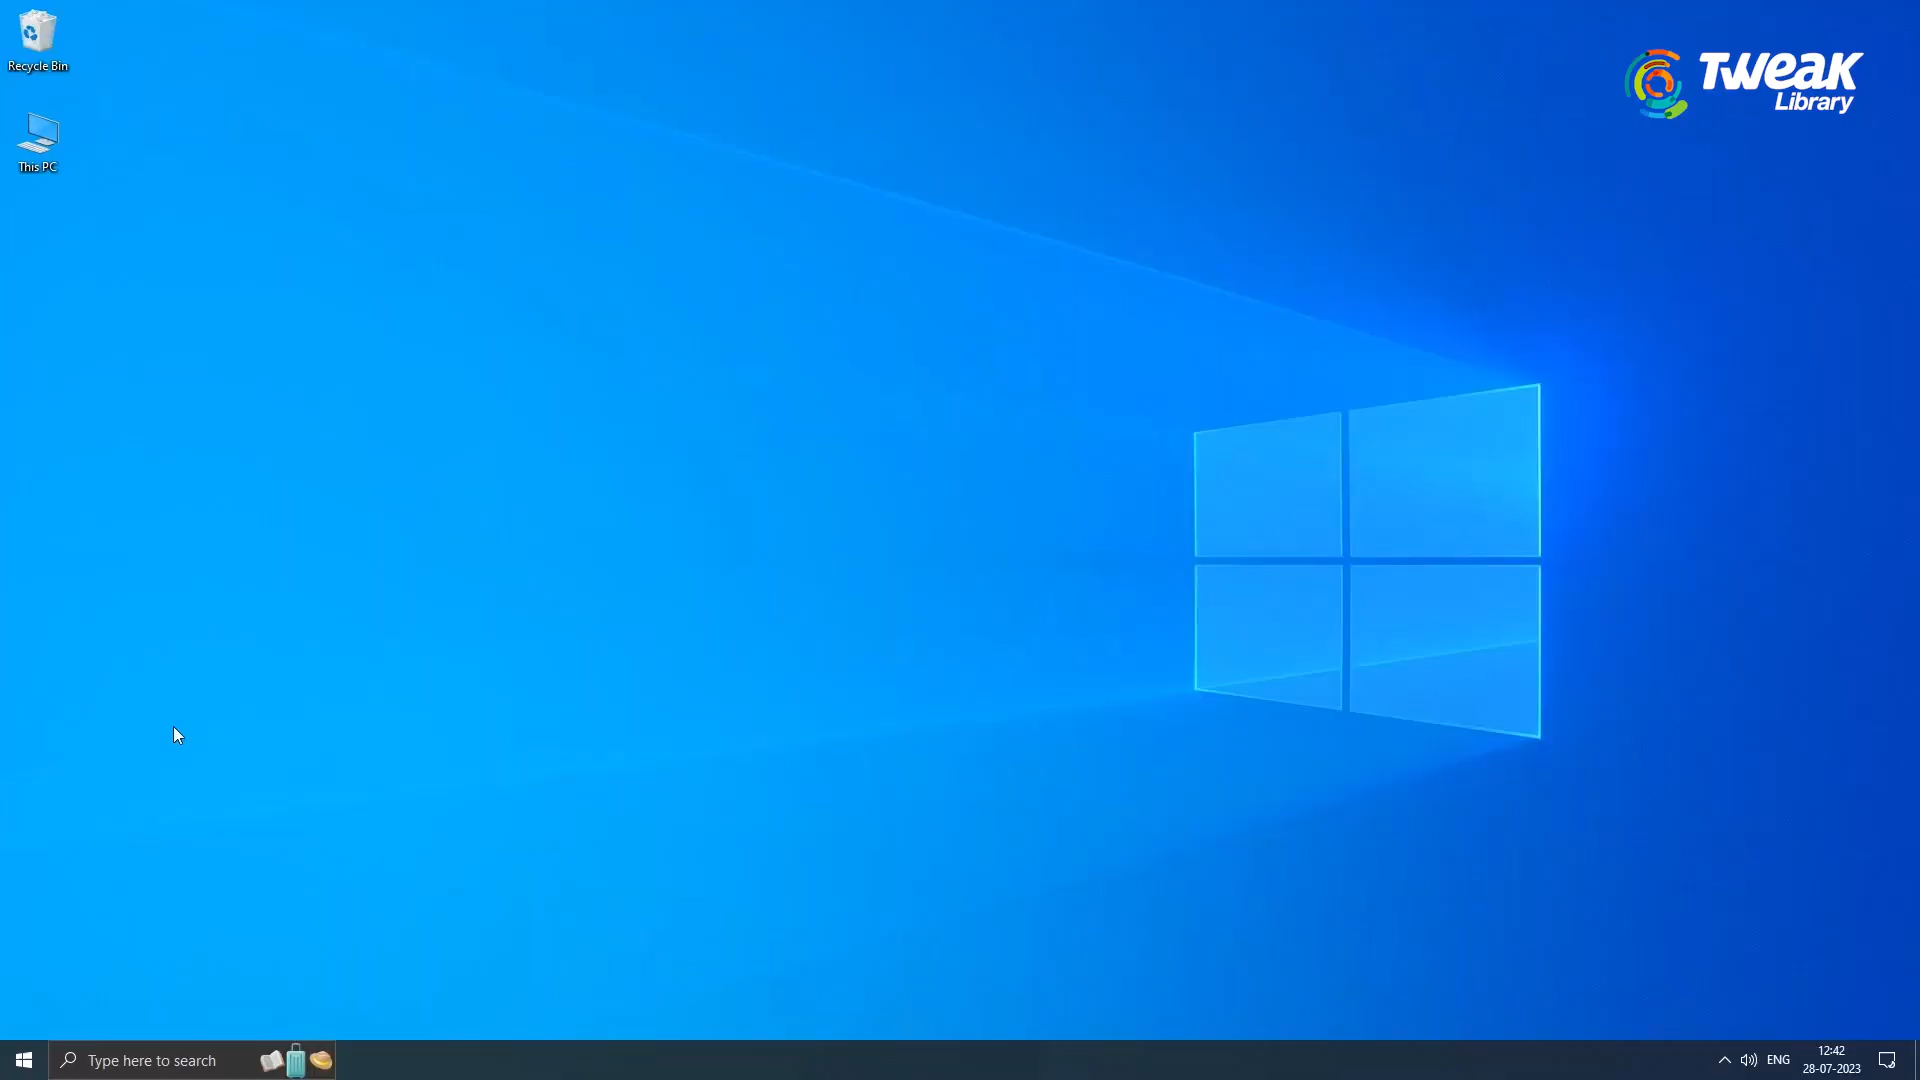 Recycle Bin
This PC
TWeaK
Library
Type here to search
ENG
12:42
28-07-2023